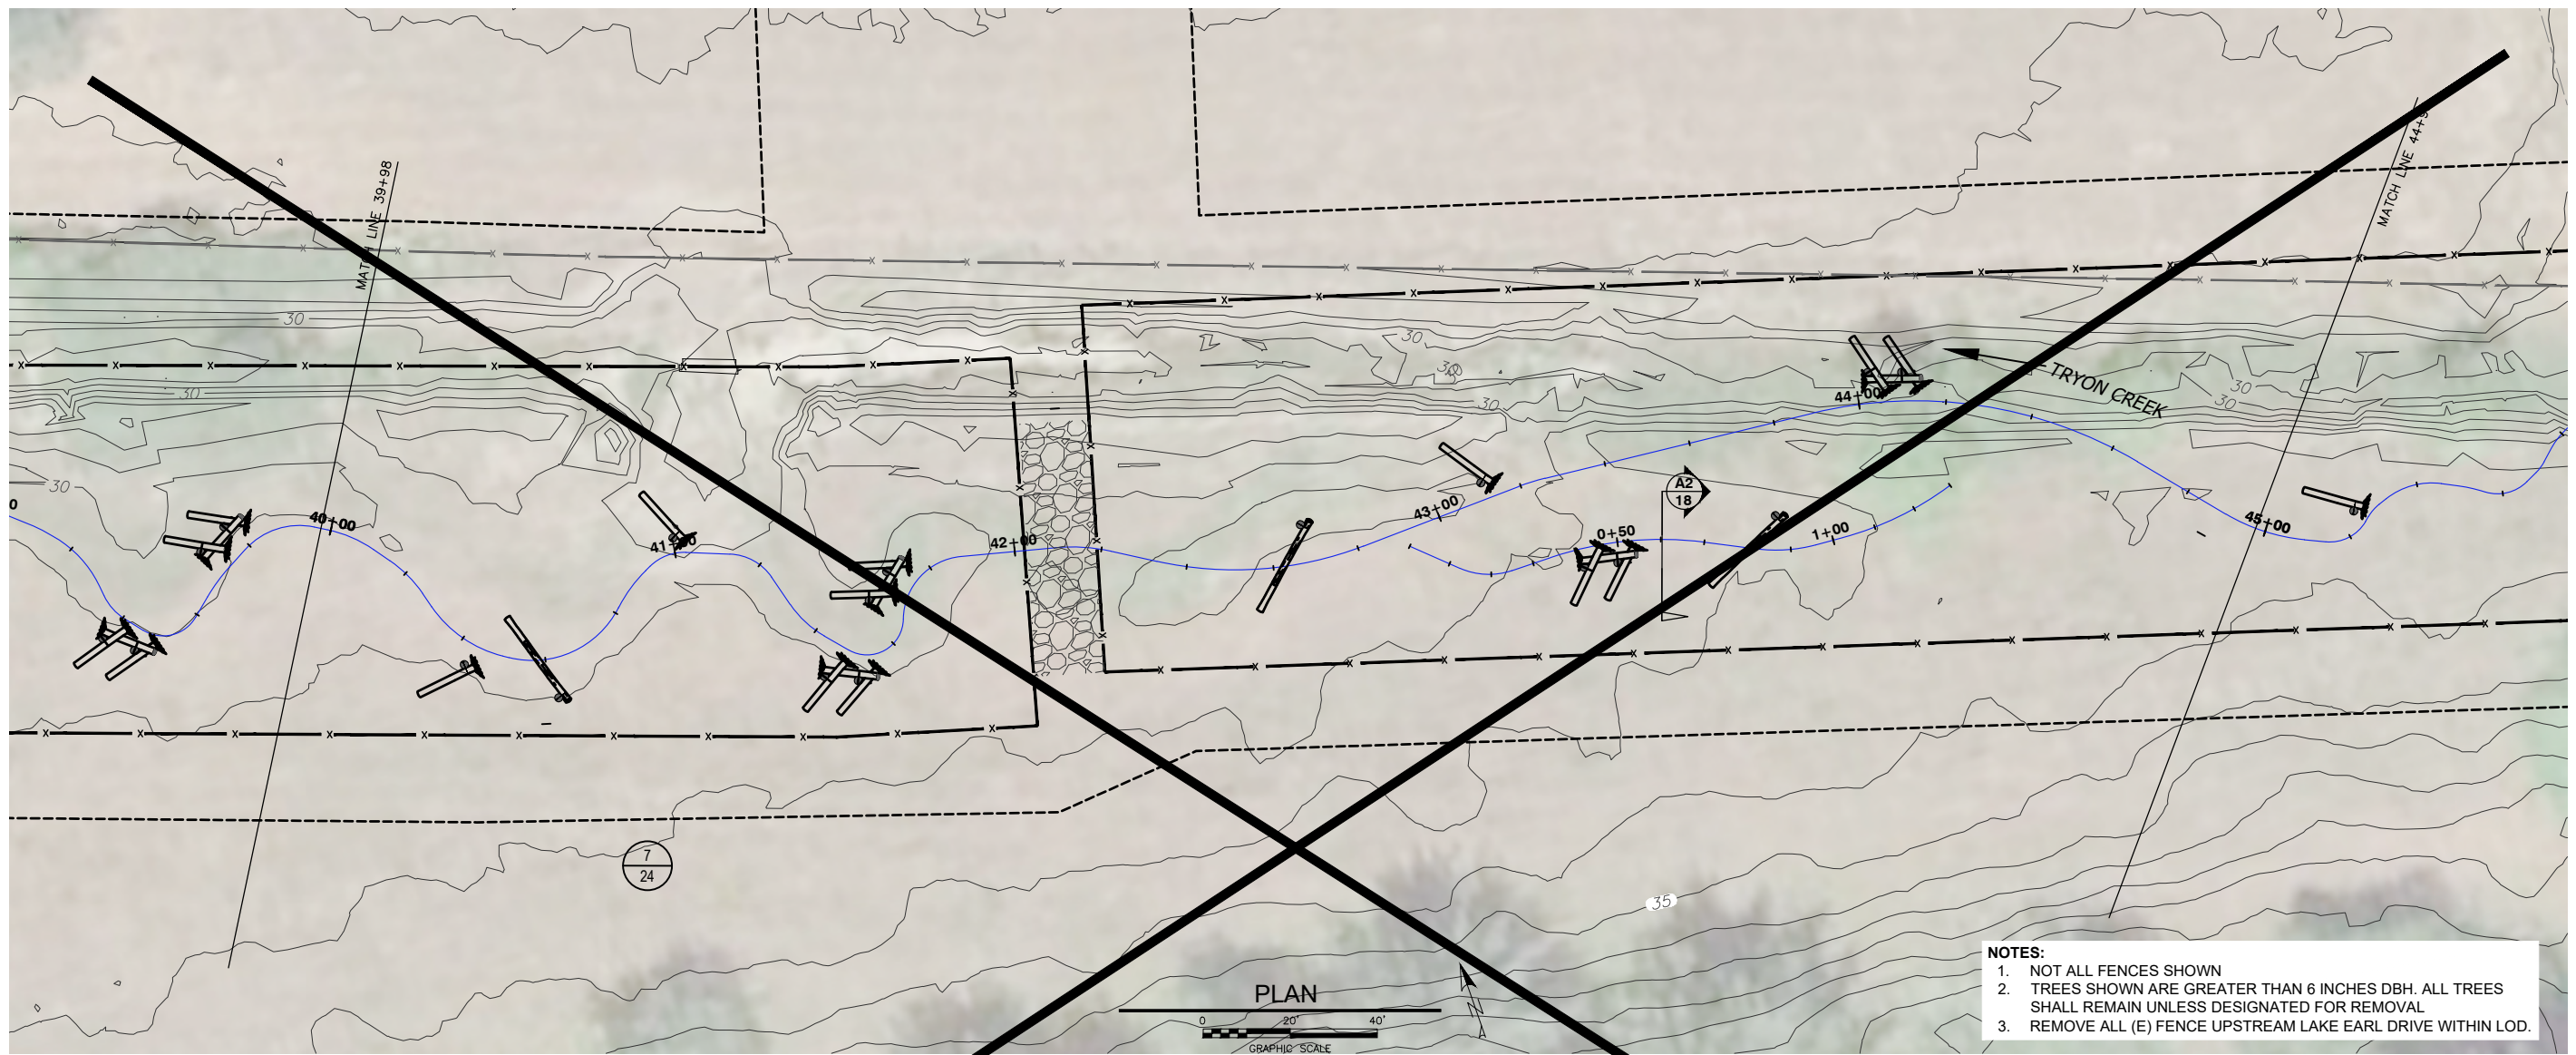 MATCH LINE 39+98
MATCH LINE 44+9
30
30
30
30
30
30
30
30
TRYON CREEK
44+00
0
40+00
41+
42+00
43+00
A2
18
0+50
1+00
45+00
7
24
35
PLAN
0 20' 40'
GRAPHIC SCALE
NOTES:
1. NOT ALL FENCES SHOWN
2. TREES SHOWN ARE GREATER THAN 6 INCHES DBH. ALL TREES
SHALL REMAIN UNLESS DESIGNATED FOR REMOVAL
3. REMOVE ALL (E) FENCE UPSTREAM LAKE EARL DRIVE WITHIN LOD.